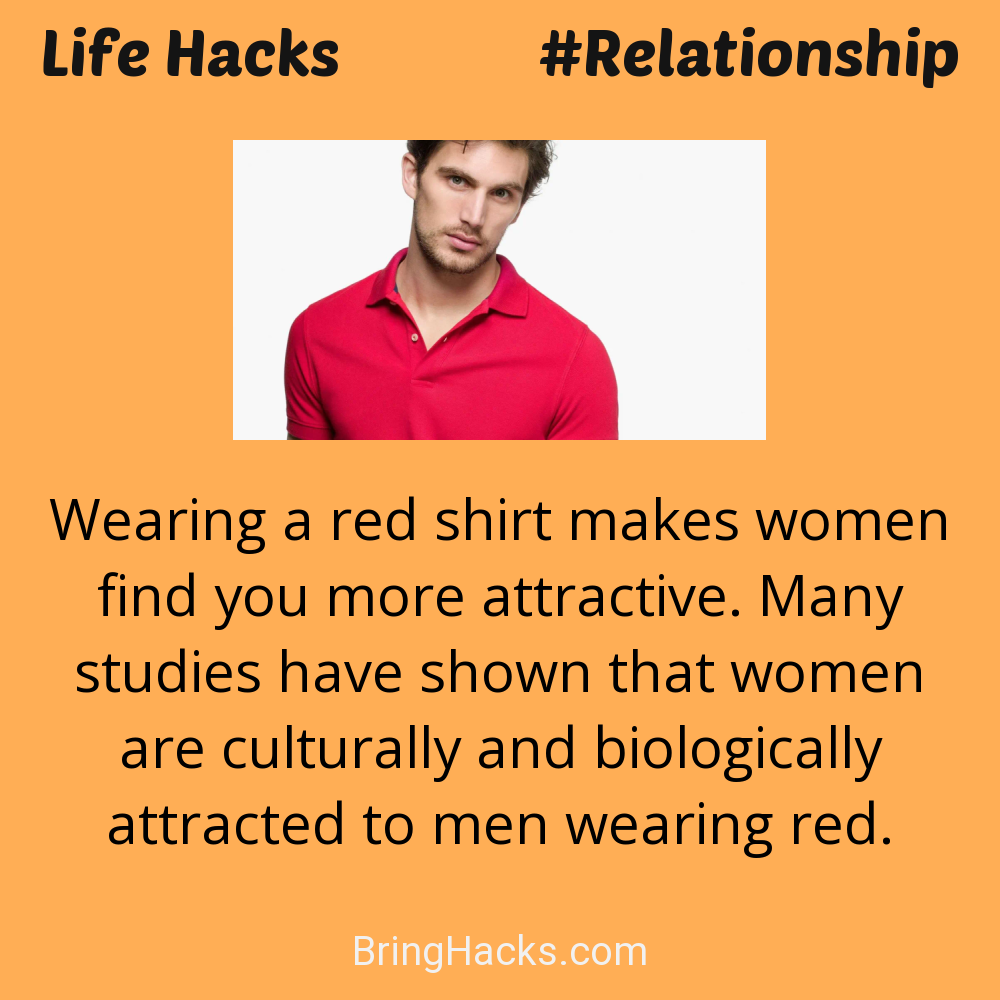 Life Hacks #Relationship
Wearing a red shirt makes women
find you more attractive. Many
studies have shown that women
are culturally and biologically
attracted to men wearing red.
BringHacks.com